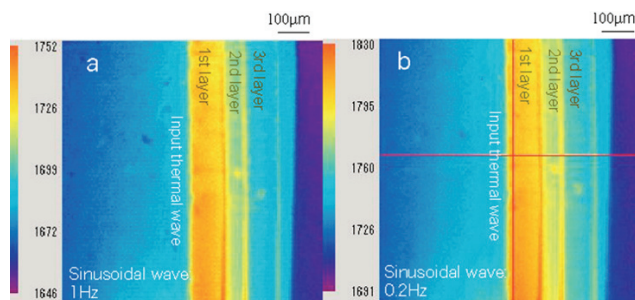 100μm
1752
1726
1699
1672
1646
a
Input thermal wave
1st layer
2nd layer
3rd layer
Sinusoidal wave
1Hz
100μm
1830
1795
1760
1726
1691
b
Input thermal wave
1st layer
2nd layer
3rd layer
Sinusoidal wave
0.2Hz